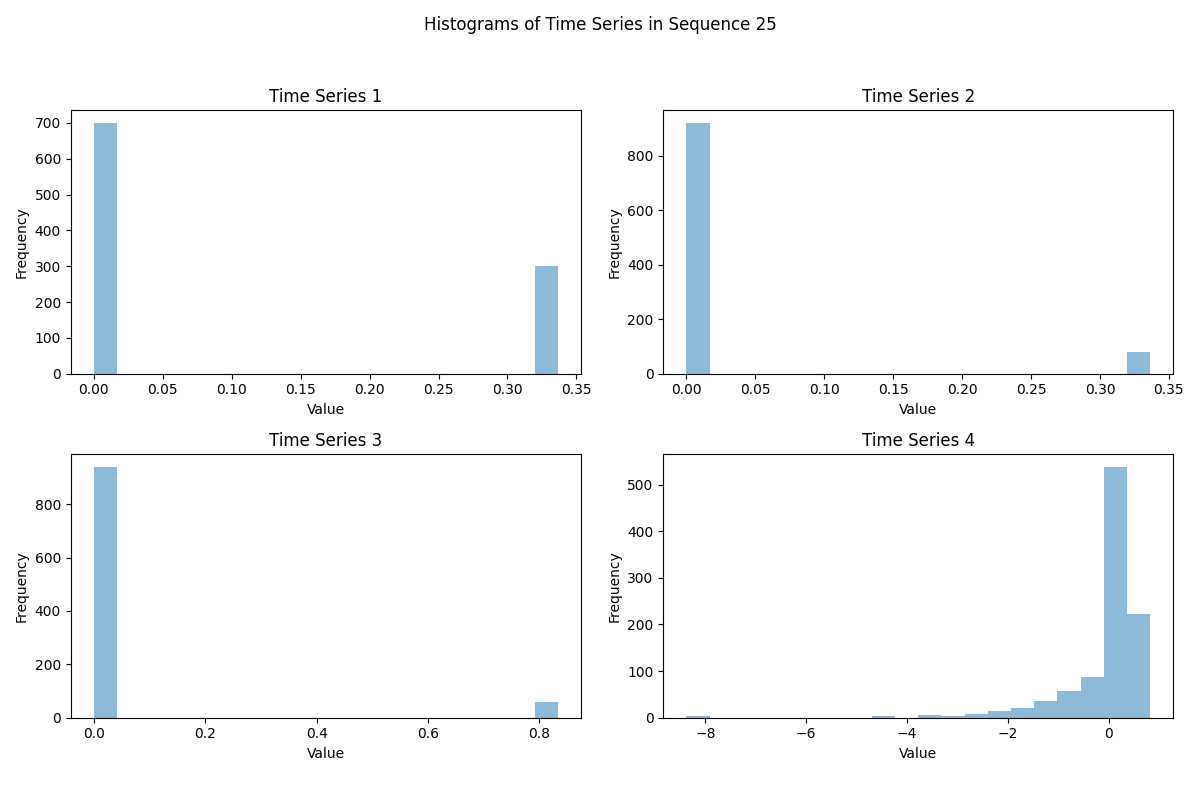 Histograms of Time Series in Sequence 25
Time Series 1
Frequency
700
600
500
400
300
200
100
0
0.00 0.05 0.10 0.15 0.20 0.25 0.30 0.35
Value
Time Series 2
Frequency
800
600
400
200
0
0.00 0.05 0.10 0.15 0.20 0.25 0.30 0.35
Value
Time Series 3
Frequency
800
600
400
200
0
0.0 0.2 0.4 0.6 0.8
Value
Time Series 4
Frequency
500
400
300
200
100
0
−8 −6 −4 −2 0
Value